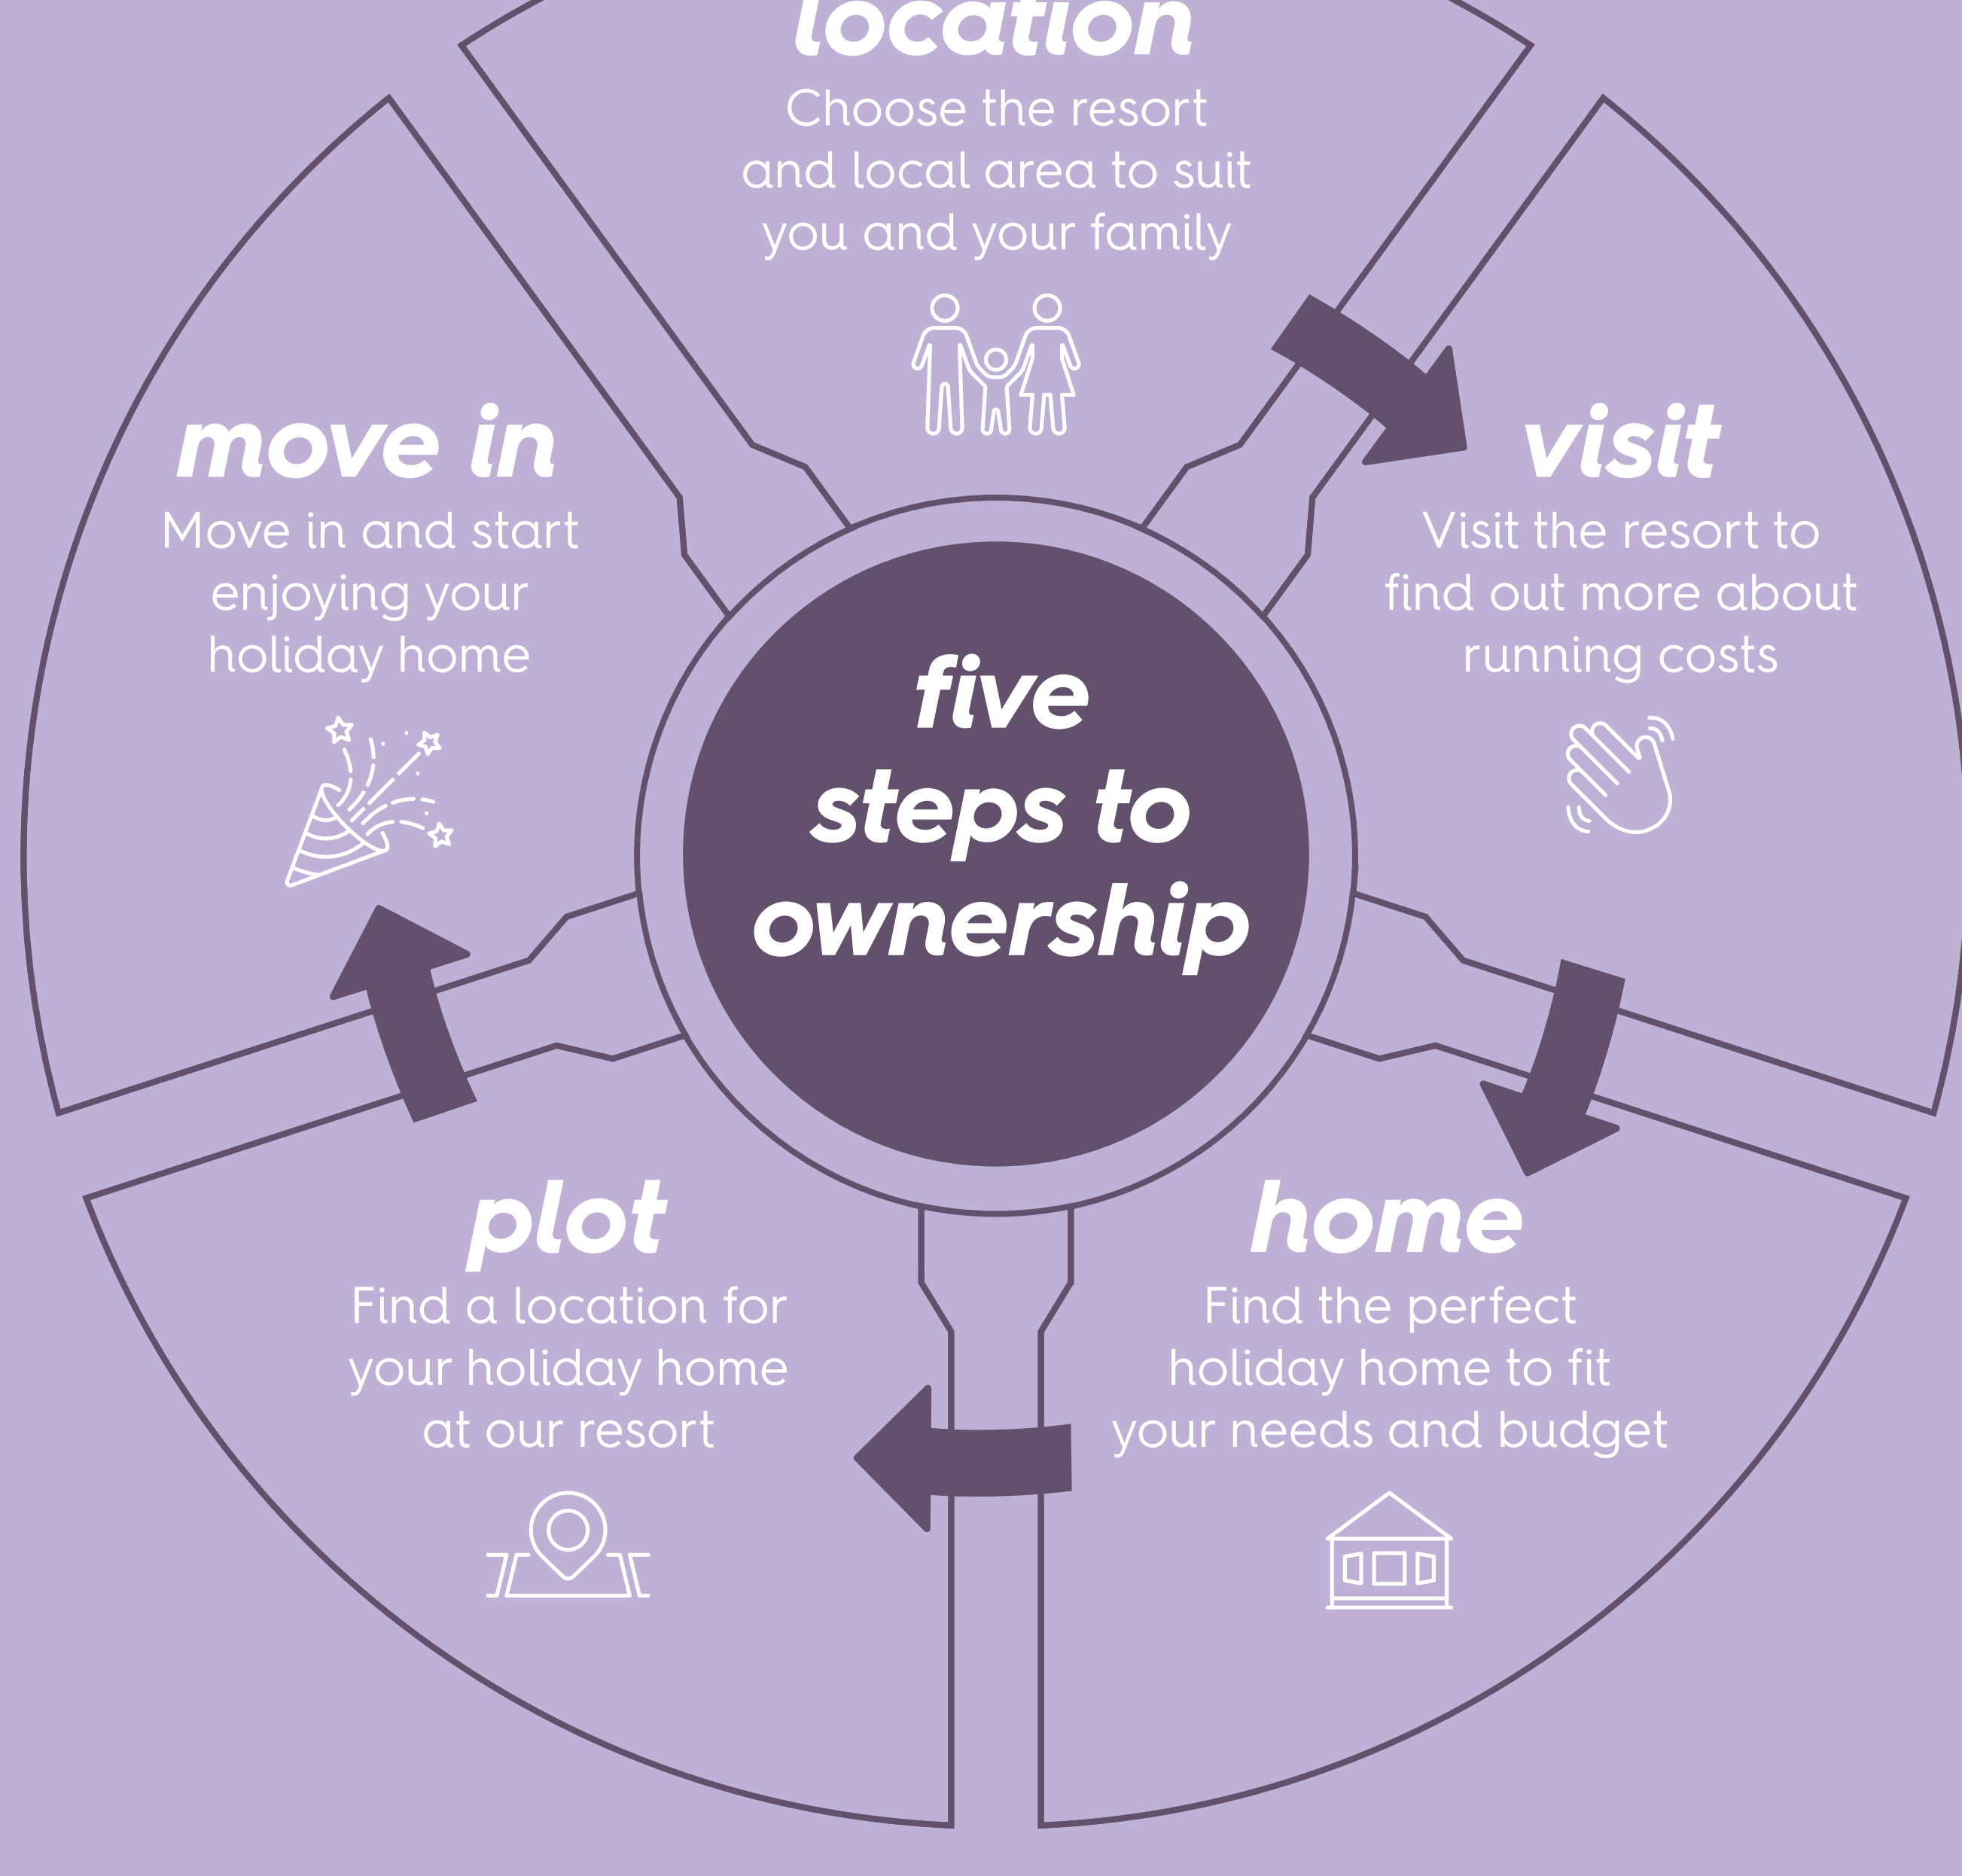 location
Choose the resort
and local area to suit
you and your family
visit
Visit the resort to
find out more about
running costs
home
Find the perfect
holiday home to fit
your needs and budget
plot
Find a location for
your holiday home
at our resort
move in
Move in and start
enjoying your
holiday home
five
steps to
ownership